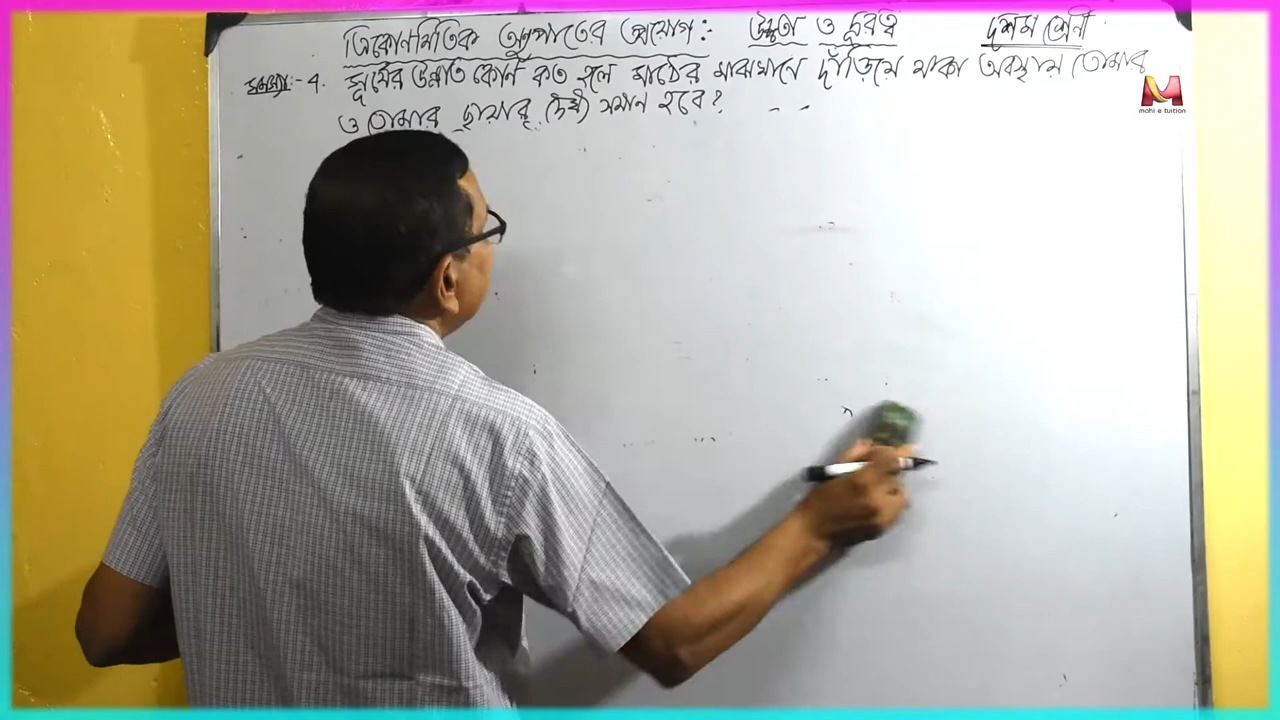 ত্রিকোণমিতিক অনুপাতের প্রয়োগ:- উচ্চতা ও দূরত্ব দশম শ্রেণী
সমস্যা:- 4. সূর্যের উন্নতি কোণ কত হলে মাঠের মাঝখানে দাঁড়িয়ে থাকা অবস্থায় তোমার
ও তোমার ছায়ার দৈর্ঘ্য সমান হবে?
M
mohi e tuition